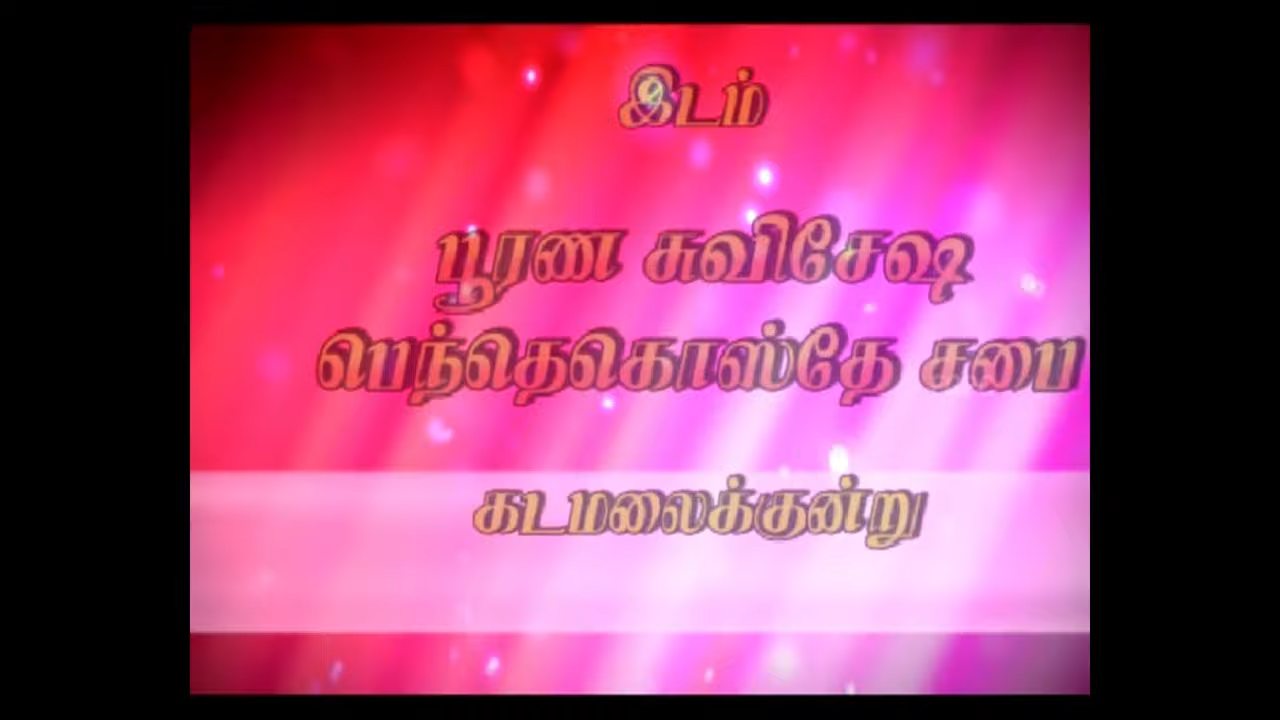 இடம்
பூரண சுவிசேஷ
பெந்தெகொஸ்தே சபை
கடமலைக்குன்று